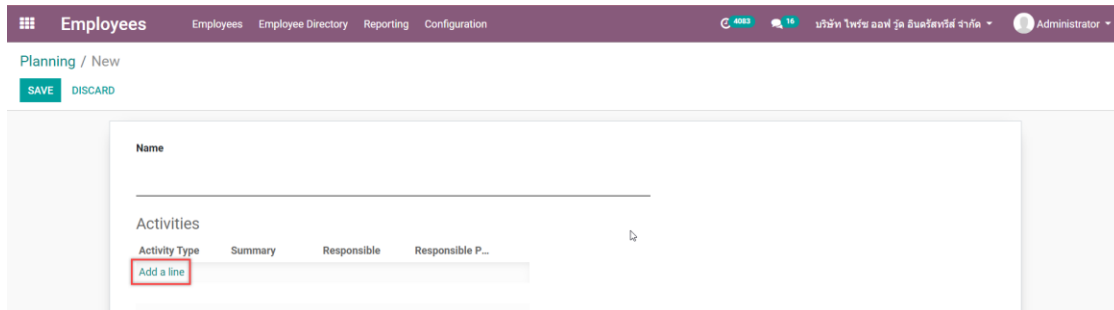 Employees Employees Employee Directory Reporting Configuration 4083 16 บริษัท ไพร์ซ ออฟ วู้ด อินดรัสทรีส์ จำกัด Administrator
Planning / New
SAVE DISCARD
Name
Activities
Activity Type Summary Responsible Responsible P...
Add a line